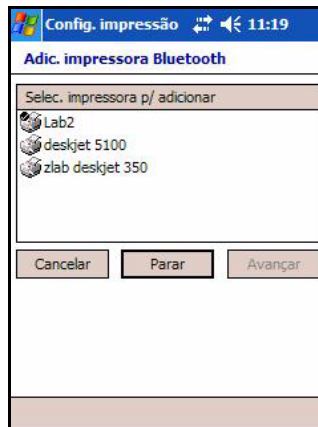 Config. impressão 11:19
Adic. impressora Bluetooth
Selec. impressora p/ adicionar
Lab2
deskjet 5100
zlab deskjet 350
Cancelar Parar Avançar